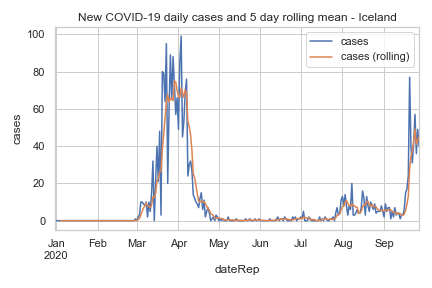 New COVID-19 daily cases and 5 day rolling mean - Iceland
cases
cases (rolling)
100
80
60
40
20
0
cases
Jan Feb Mar Apr May Jun Jul Aug Sep
2020
dateRep